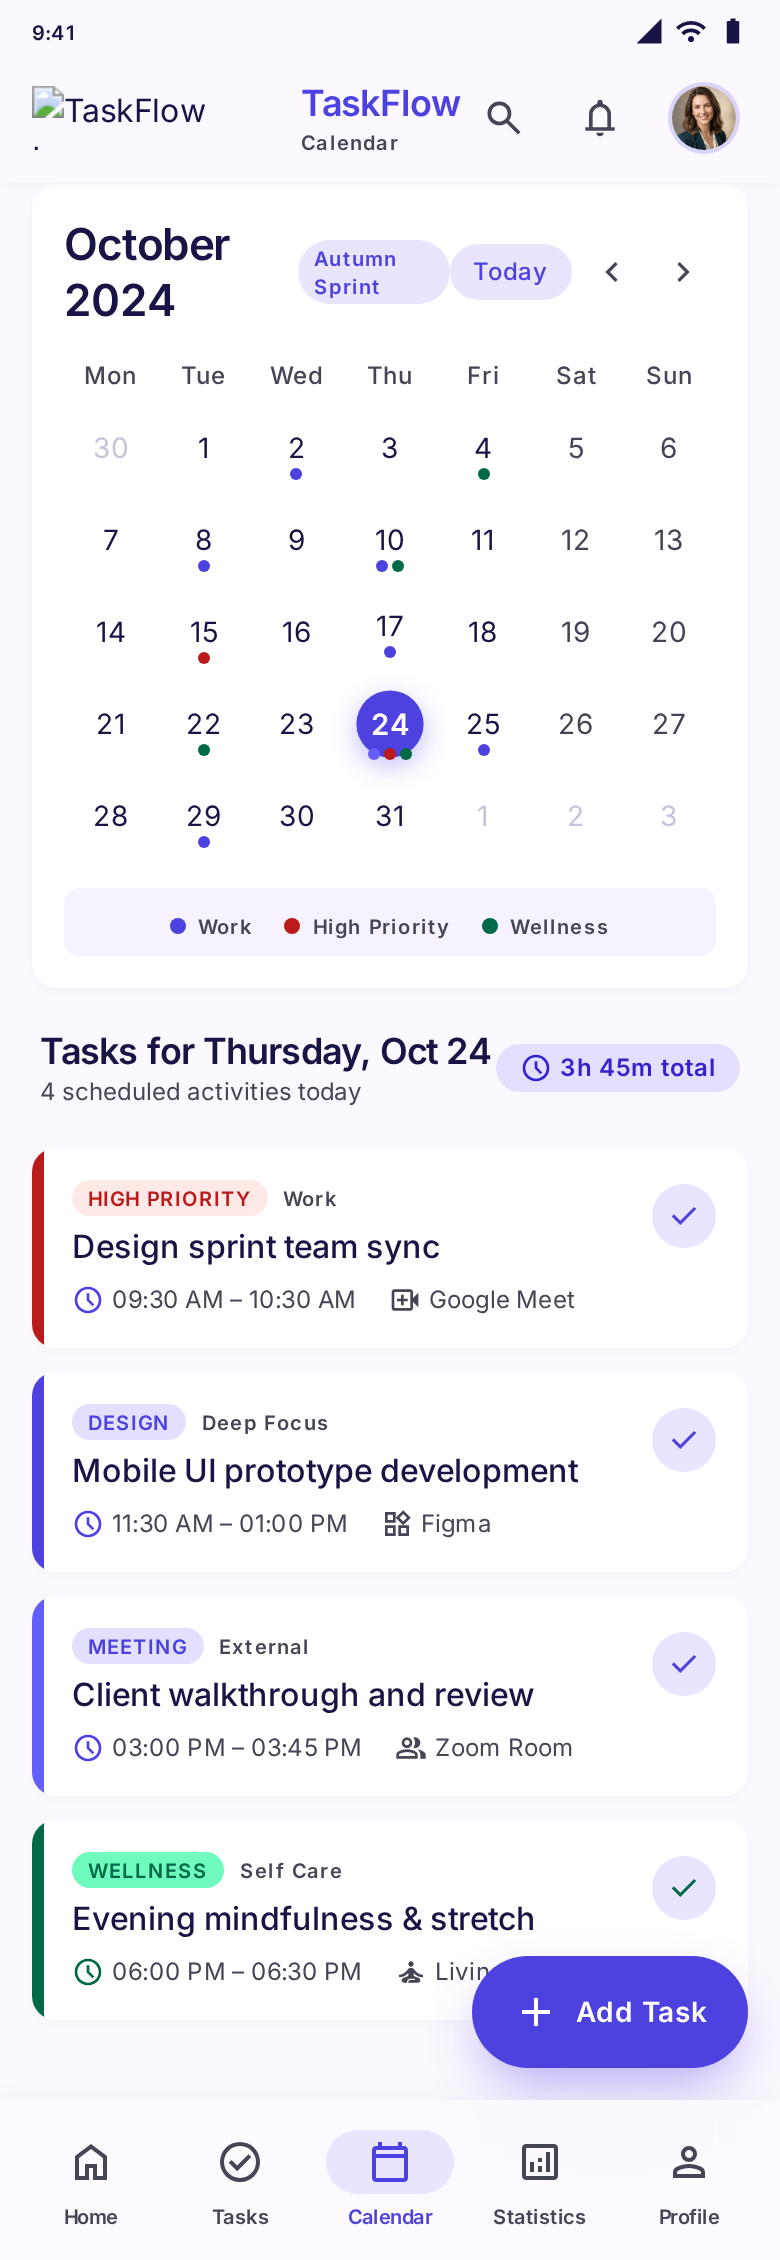 9:41
TaskFlow
.
TaskFlow
Calendar
October
2024
Autumn
Sprint
Today
Mon Tue Wed Thu Fri Sat Sun
30 1 2 3 4 5 6
7 8 9 10 11 12 13
14 15 16 17 18 19 20
21 22 23 24 25 26 27
28 29 30 31 1 2 3
Work High Priority Wellness
Tasks for Thursday, Oct 24
4 scheduled activities today
3h 45m total
HIGH PRIORITY Work
Design sprint team sync
09:30 AM – 10:30 AM Google Meet
DESIGN Deep Focus
Mobile UI prototype development
11:30 AM – 01:00 PM Figma
MEETING External
Client walkthrough and review
03:00 PM – 03:45 PM Zoom Room
WELLNESS Self Care
Evening mindfulness & stretch
06:00 PM – 06:30 PM
Add Task
Home Tasks Calendar Statistics Profile